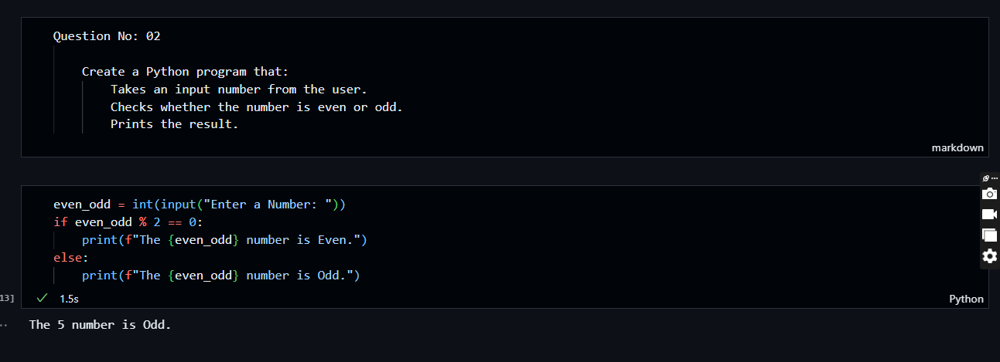 Question No: 02
Create a Python program that:
Takes an input number from the user.
Checks whether the number is even or odd.
Prints the result.
markdown
even_odd = int(input("Enter a Number: "))
if even_odd % 2 == 0:
print(f"The {even_odd} number is Even.")
else:
print(f"The {even_odd} number is Odd.")
13]
1.5s
Python
The 5 number is Odd.